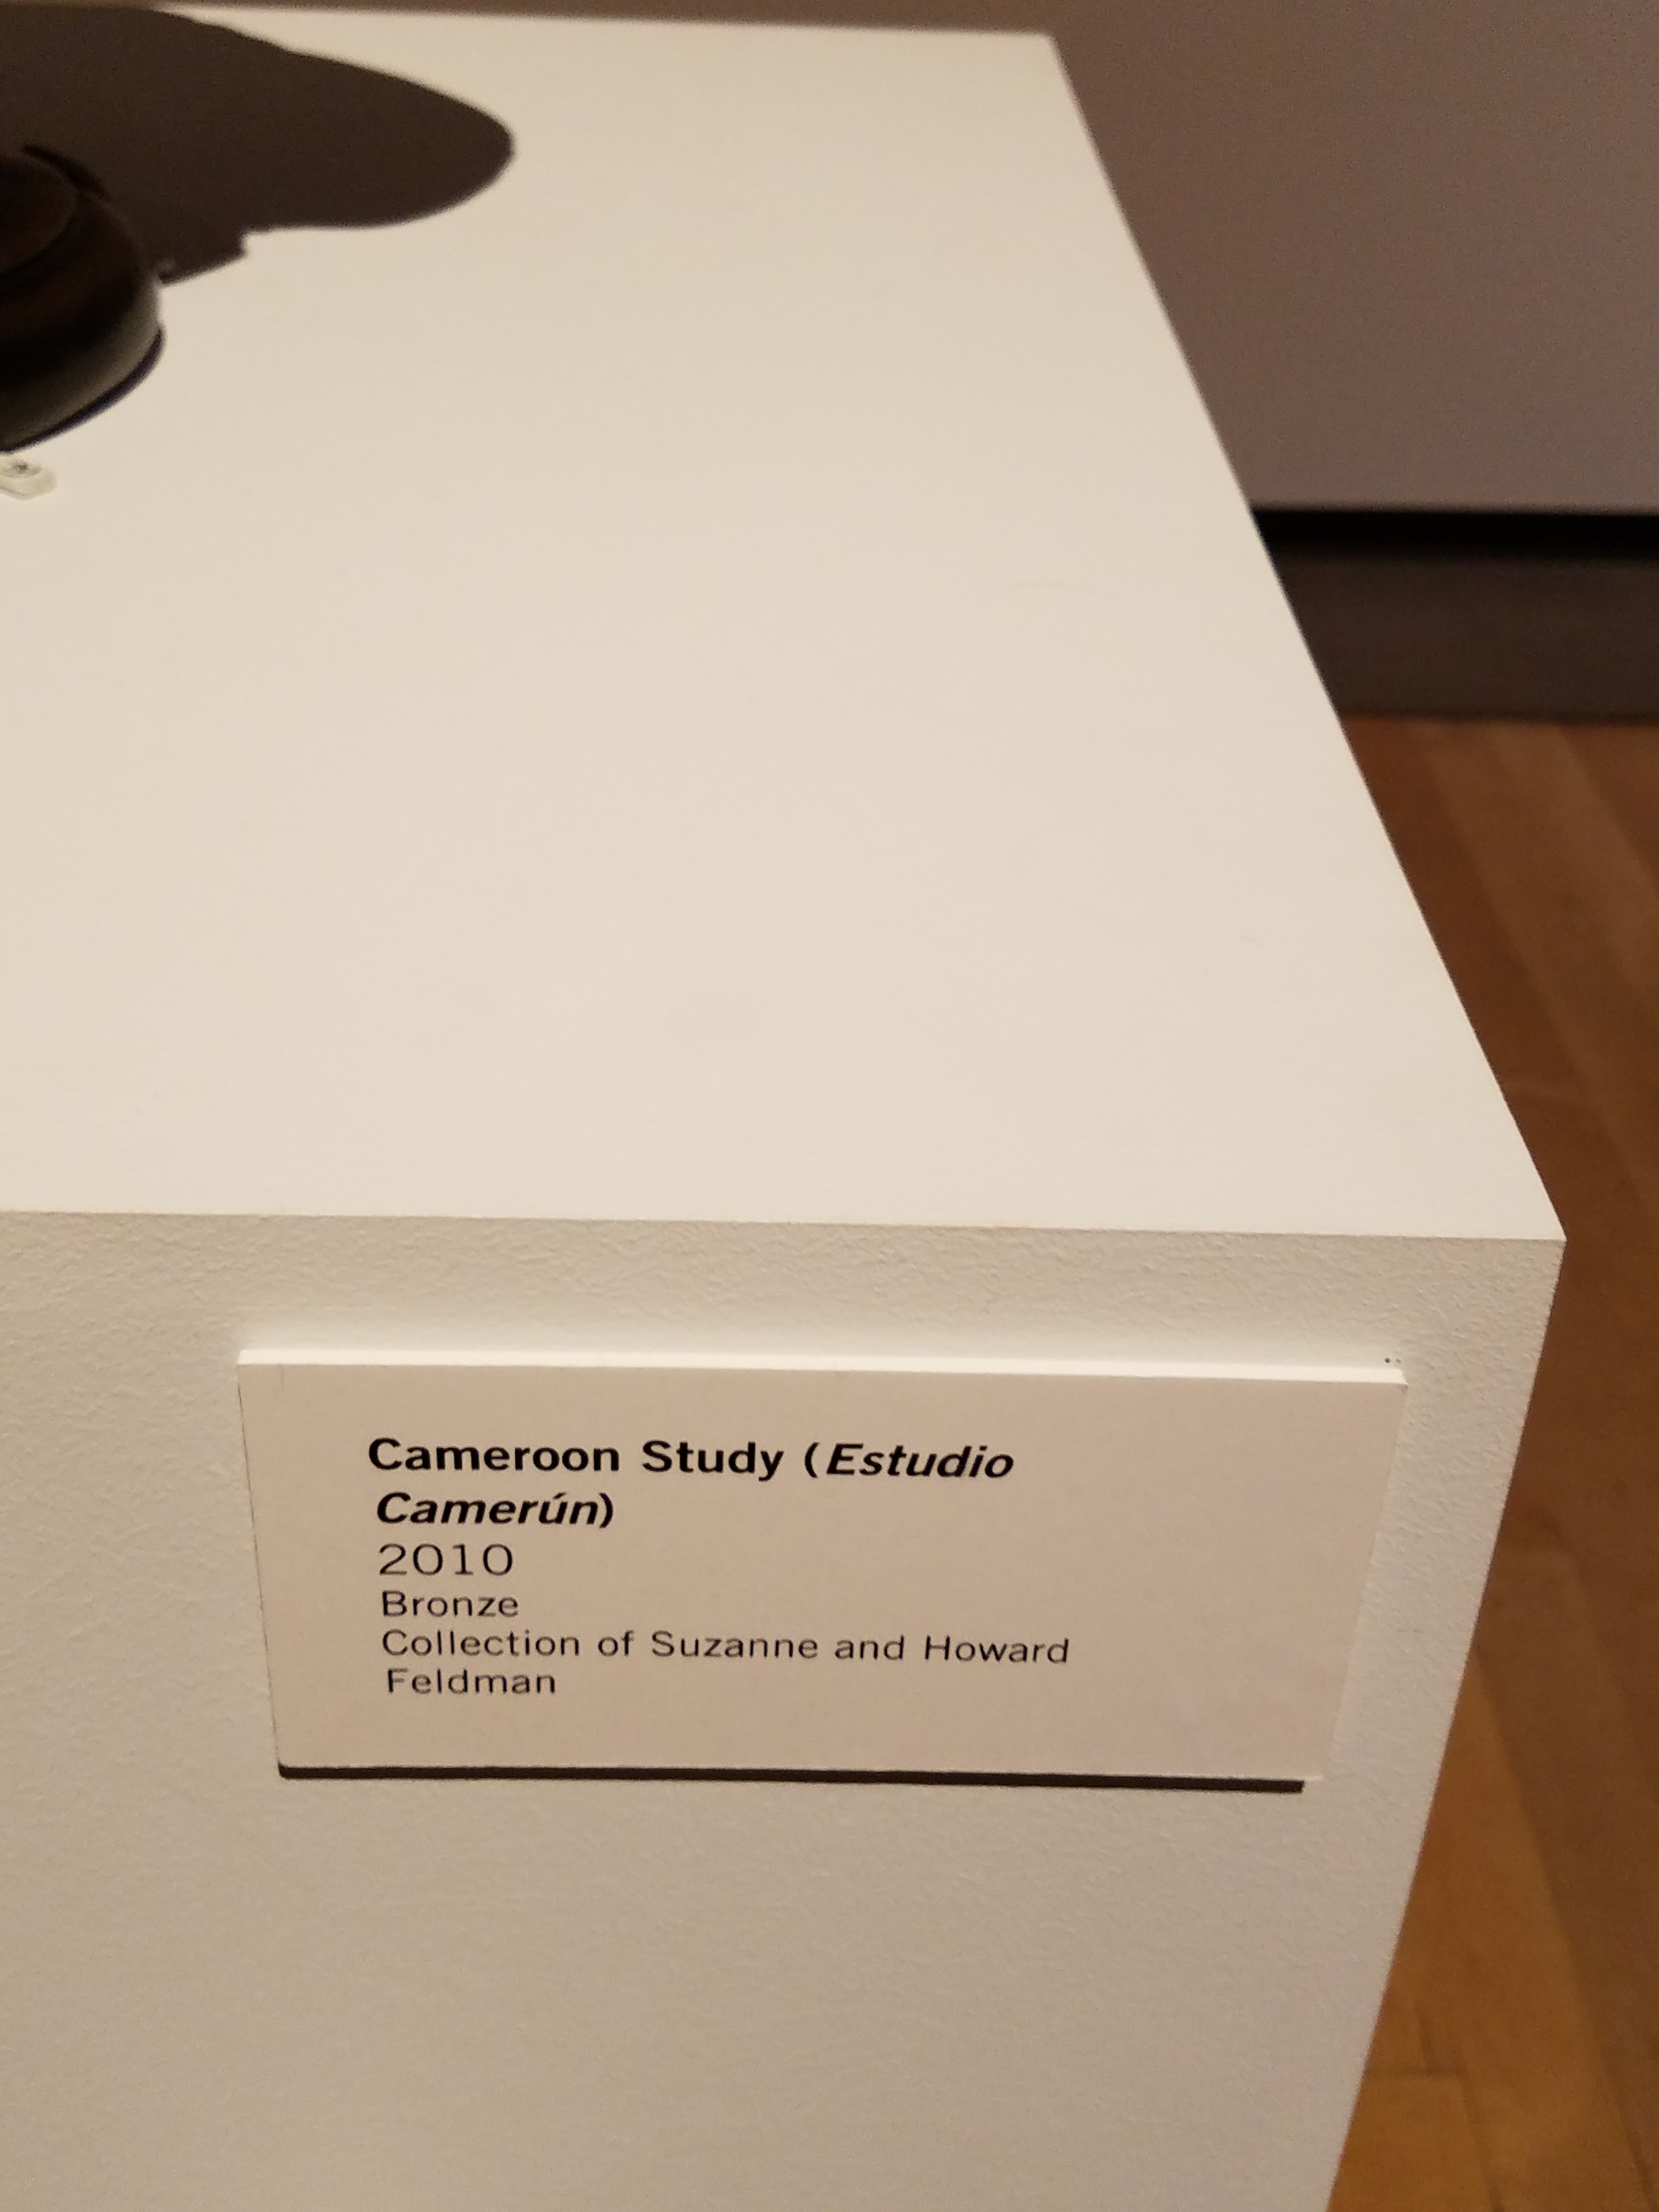 Cameroon Study (Estudio
Camerún)
2010
Bronze
Collection of Suzanne and Howard
Feldman